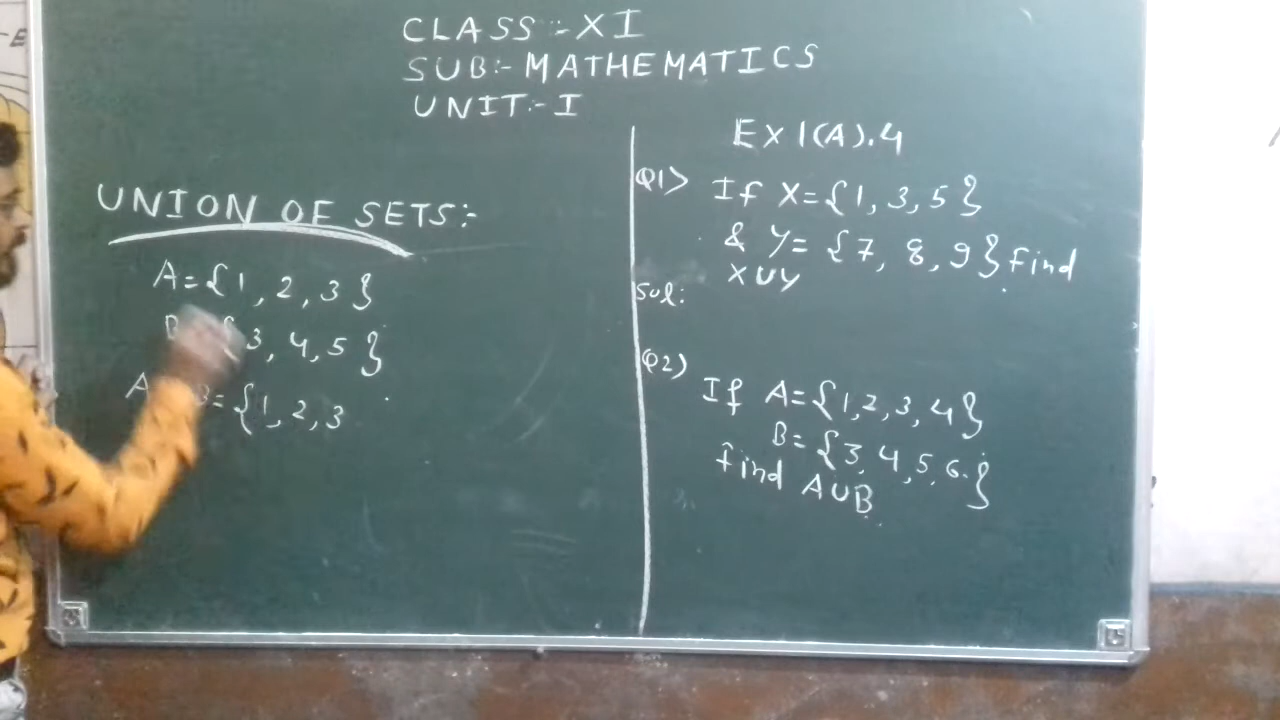 CLASS :- XI
SUB:- MATHEMATICS
UNIT:- I
UNION OF SETS:-
A={1, 2, 3}
{3, 4, 5}
A B={1, 2, 3
EX 1(A).4
Q1> If X={1, 3, 5}
& Y= {7, 8, 9} find
X∪Y
Sol:
Q2)
If A={1,2,3,4}
B={3,4,5,6}
find A∪B